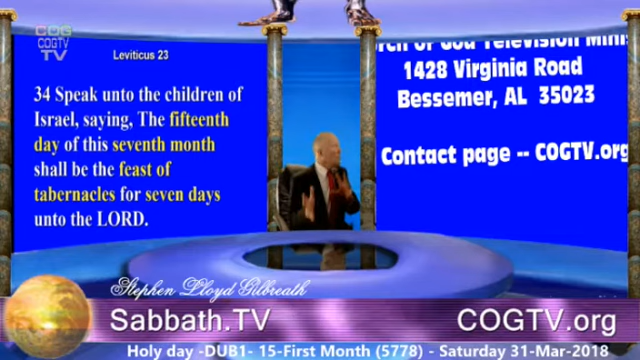 COG
COGTV
TV
Leviticus 23
34 Speak unto the children of
Israel, saying, The fifteenth
day of this seventh month
shall be the feast of
tabernacles for seven days
unto the LORD.
1428 Virginia Road
Bessemer, AL 35023
Contact page -- COGTV.org
Stephen Lloyd Gilbreath
Sabbath.TV
COGTV.org
Holy day -DUB1- 15-First Month (5778) - Saturday 31-Mar-2018